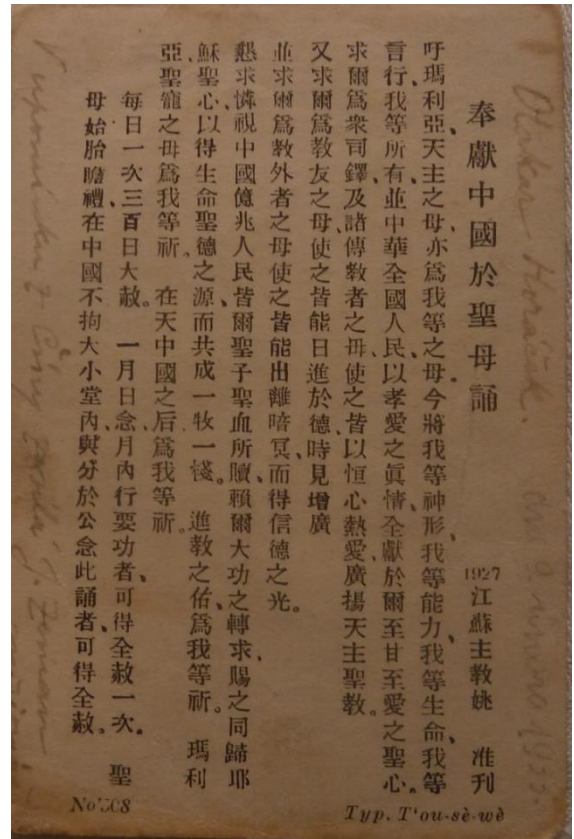 奉獻中國於聖母誦
1927 江蘇主教姚 准刊
吁瑪利亞、天主之母、亦爲我等之母。今將我等神形、我等能力、我等生命、我等
言行、我等所有、並中華全國人民、以孝愛之眞情、全獻於爾至甘至愛之聖心。
求爾爲衆司鐸、及諸傳教者之母、使之皆以恒心熱愛、廣揚天主聖教。
又求爾爲教友之母、使之皆能日進於德、時見增廣
並求爾爲教外者之母使之皆能出離暗冥、而得信德之光。
懇求憐視中國億兆人民、皆爾聖子聖血所贖、賴爾大功之轉求、賜之同歸耶
穌聖心、以得生命聖德之源、而共成一牧一棧。 進教之佑、爲我等祈。 瑪利
亞、聖寵之母、爲我等祈。 在天中國之后、爲我等祈。
每日一次、三百日大赦。 一月日念、月內行要功者、可得全赦一次。 聖
母始胎瞻禮、在中國不拘大小堂內、與分於公念此誦者、可得全赦。
Otakar Horáček.
No 508
Typ. T'ou-sè-wè